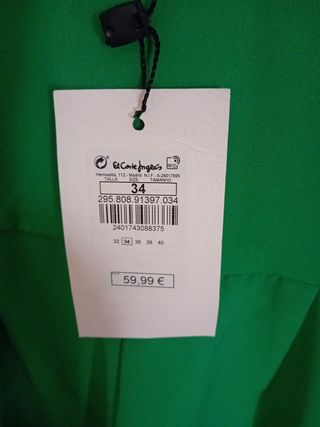 El Corte Inglés
Hermosilla, 112 - Madrid N.I.F.: A-28017895
TALLA SIZE TAMANHO
34
295.808.91397.034
2401743088375
32 34 36 38 40
59,99 €